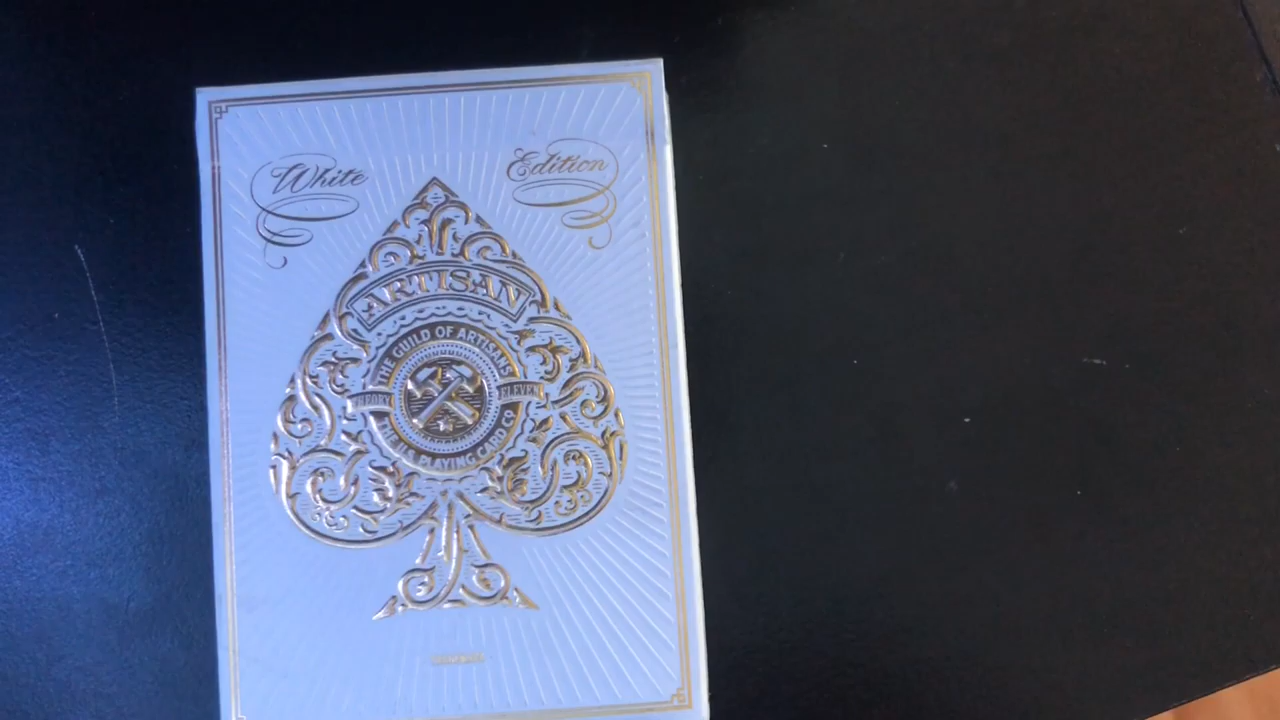 White Edition
ARTISAN
THE GUILD OF ARTISANS
THEORY ELEVEN
THE U.S. PLAYING CARD CO